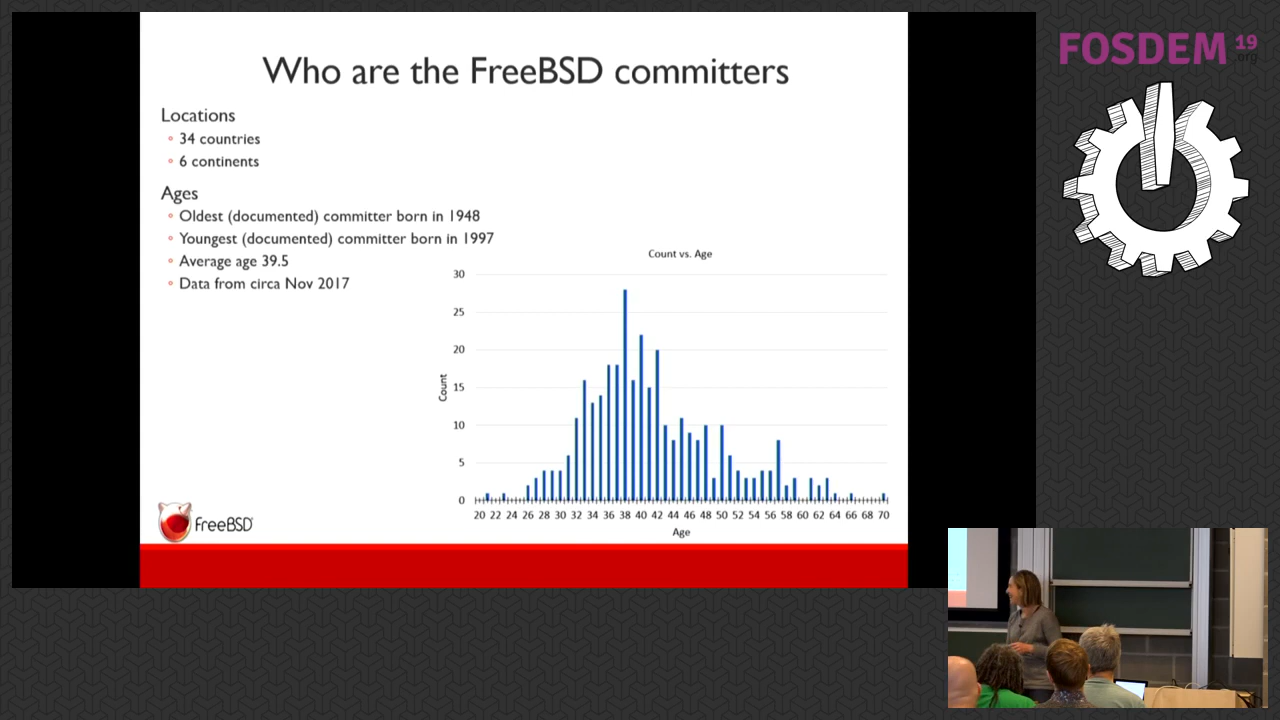 Who are the FreeBSD committers
Locations
◦ 34 countries
◦ 6 continents
Ages
◦ Oldest (documented) committer born in 1948
◦ Youngest (documented) committer born in 1997
◦ Average age 39.5
◦ Data from circa Nov 2017
Count vs. Age
30
25
20
15
10
5
0
Count
20 22 24 26 28 30 32 34 36 38 40 42 44 46 48 50 52 54 56 58 60 62 64 66 68 70
Age
FreeBSD
FOSDEM 19
.org